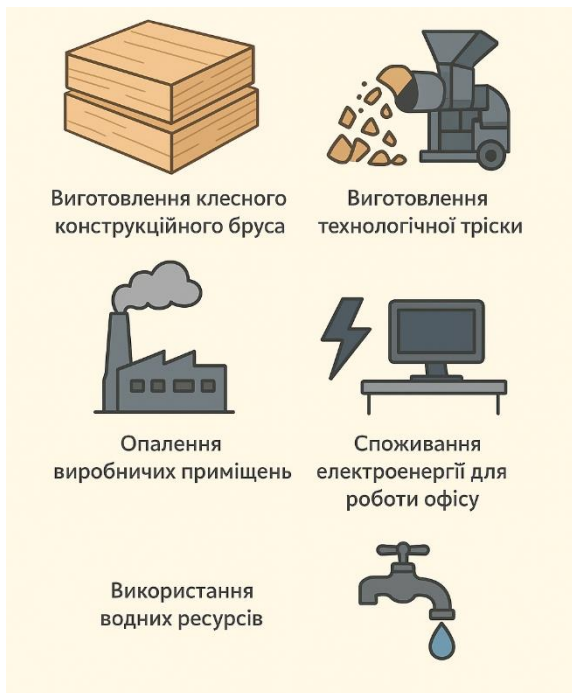 Виготовлення клесного
конструкційного бруса
Виготовлення
технологічної тріски
Опалення
виробничих приміщень
Споживання
електроенергії для
роботи офісу
Використання
водних ресурсів